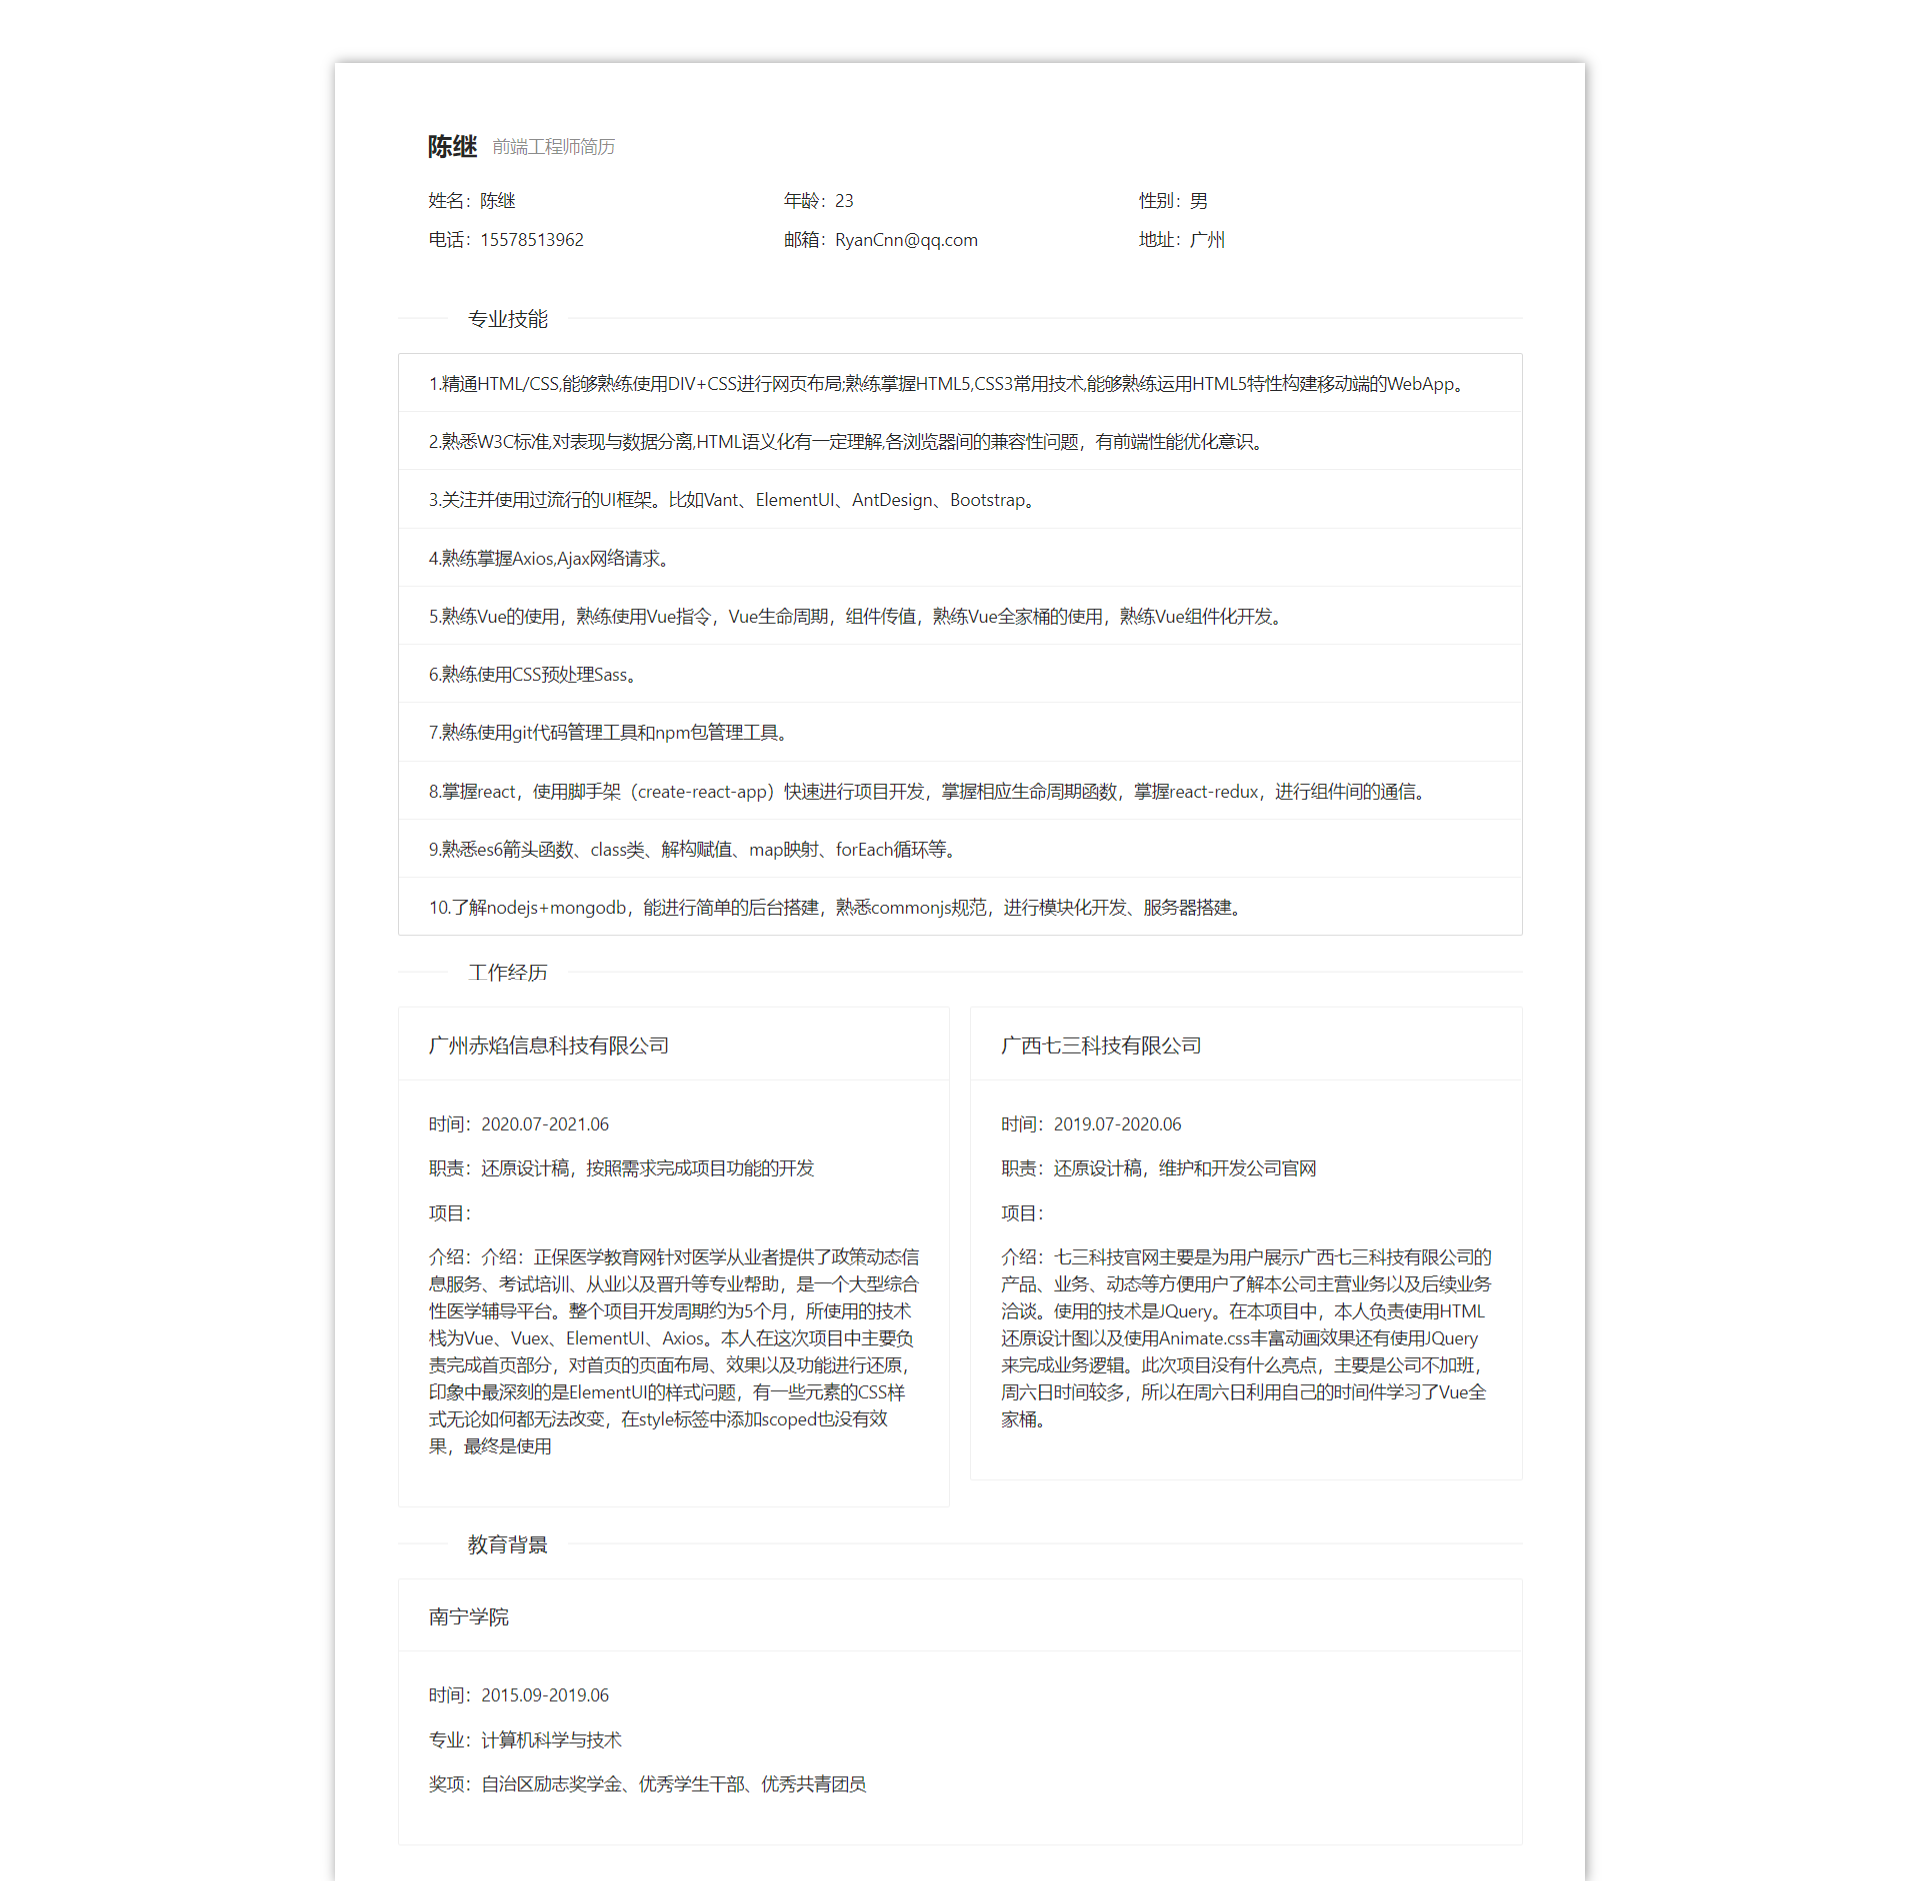 陈继 前端工程师简历
姓名：陈继 年龄：23 性别：男
电话：15578513962 邮箱：RyanCnn@qq.com 地址：广州
专业技能
1.精通HTML/CSS,能够熟练使用DIV+CSS进行网页布局;熟练掌握HTML5,CSS3常用技术,能够熟练运用HTML5特性构建移动端的WebApp。
2.熟悉W3C标准,对表现与数据分离,HTML语义化有一定理解,各浏览器间的兼容性问题，有前端性能优化意识。
3.关注并使用过流行的UI框架。比如Vant、ElementUI、AntDesign、Bootstrap。
4.熟练掌握Axios,Ajax网络请求。
5.熟练Vue的使用，熟练使用Vue指令，Vue生命周期，组件传值，熟练Vue全家桶的使用，熟练Vue组件化开发。
6.熟练使用CSS预处理Sass。
7.熟练使用git代码管理工具和npm包管理工具。
8.掌握react，使用脚手架（create-react-app）快速进行项目开发，掌握相应生命周期函数，掌握react-redux，进行组件间的通信。
9.熟悉es6箭头函数、class类、解构赋值、map映射、forEach循环等。
10.了解nodejs+mongodb，能进行简单的后台搭建，熟悉commonjs规范，进行模块化开发、服务器搭建。
工作经历
广州赤焰信息科技有限公司
时间：2020.07-2021.06
职责：还原设计稿，按照需求完成项目功能的开发
项目：
介绍：介绍：正保医学教育网针对医学从业者提供了政策动态信
息服务、考试培训、从业以及晋升等专业帮助，是一个大型综合
性医学辅导平台。整个项目开发周期约为5个月，所使用的技术
栈为Vue、Vuex、ElementUI、Axios。本人在这次项目中主要负
责完成首页部分，对首页的页面布局、效果以及功能进行还原，
印象中最深刻的是ElementUI的样式问题，有一些元素的CSS样
式无论如何都无法改变，在style标签中添加scoped也没有效
果，最终是使用
广西七三科技有限公司
时间：2019.07-2020.06
职责：还原设计稿，维护和开发公司官网
项目：
介绍：七三科技官网主要是为用户展示广西七三科技有限公司的
产品、业务、动态等方便用户了解本公司主营业务以及后续业务
洽谈。使用的技术是JQuery。在本项目中，本人负责使用HTML
还原设计图以及使用Animate.css丰富动画效果还有使用JQuery
来完成业务逻辑。此次项目没有什么亮点，主要是公司不加班，
周六日时间较多，所以在周六日利用自己的时间件学习了Vue全
家桶。
教育背景
南宁学院
时间：2015.09-2019.06
专业：计算机科学与技术
奖项：自治区励志奖学金、优秀学生干部、优秀共青团员